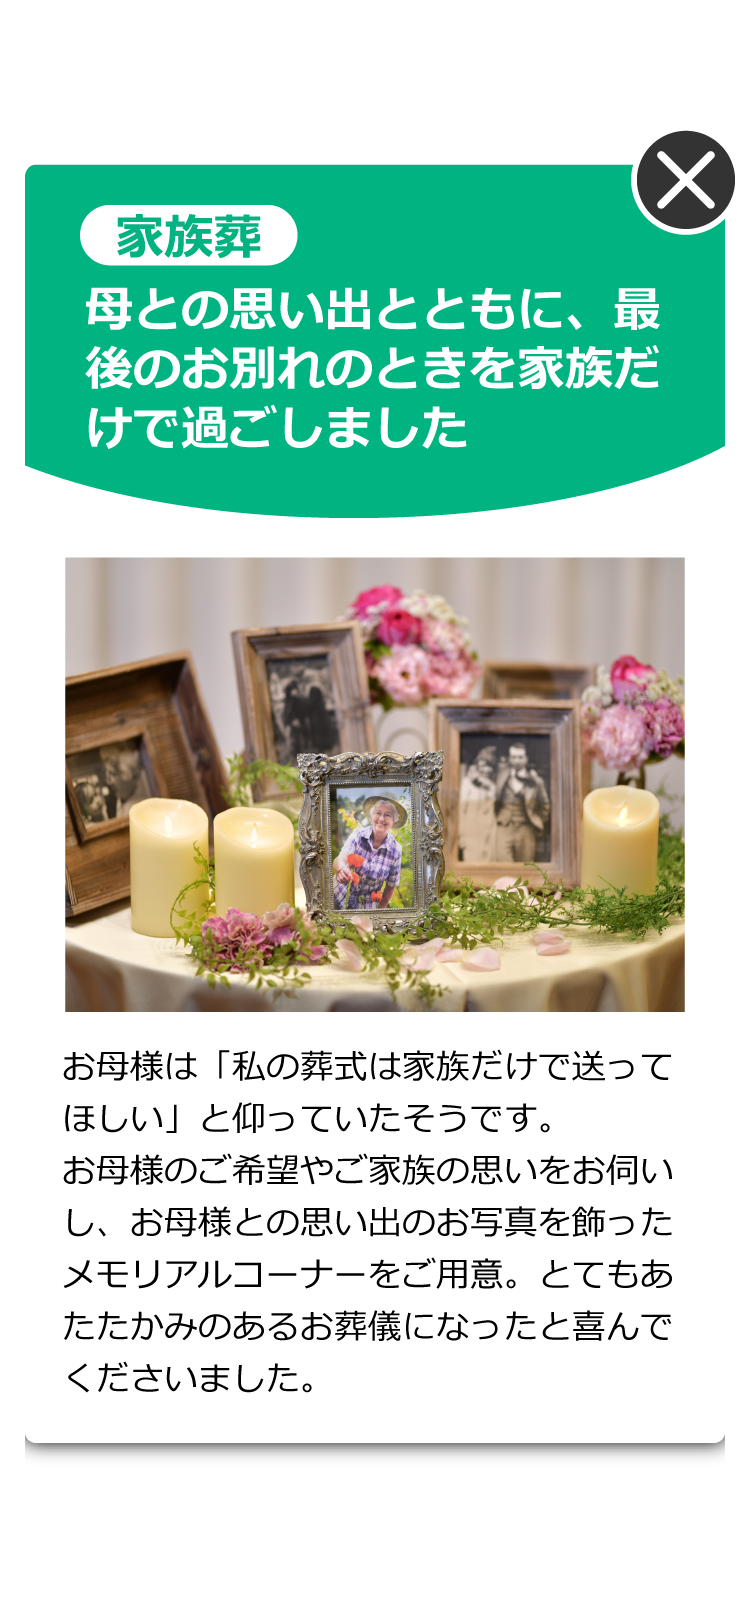 家族葬
母との思い出とともに、最
後のお別れのときを家族だ
けで過ごしました
お母様は「私の葬式は家族だけで送って
ほしい」と仰っていたそうです。
お母様のご希望やご家族の思いをお伺い
し、お母様との思い出のお写真を飾った
メモリアルコーナーをご用意。とてもあ
たたかみのあるお葬儀になったと喜んで
くださいました。